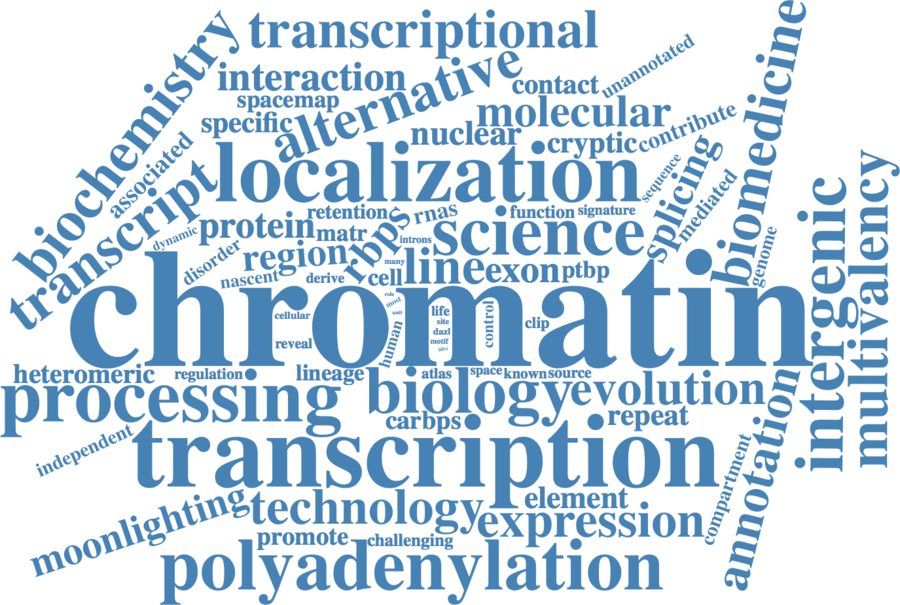 transcriptional
biochemistry
interaction
alternative
contact
unannotated
spacemap
specific
molecular
nuclear
cryptic
contribute
biomedicine
associated
transcript
localization
sequence
splicing
mediated
protein
retention
rnas
function
signature
dynamic
matr
rbps
introns
science
disorder
region
many
genome
nascent
derive
cell
line
exon
ptbp
intergenic
multivalency
chromatin
role
most
cellular
life
site
control
clip
dazl
motif
human
reveal
heteromeric
regulation
lineage
atlas
space
known
source
processing
biology
evolution
carbps
repeat
annotation
independent
transcription
compartment
moonlighting
technology
element
expression
promote
challenging
polyadenylation